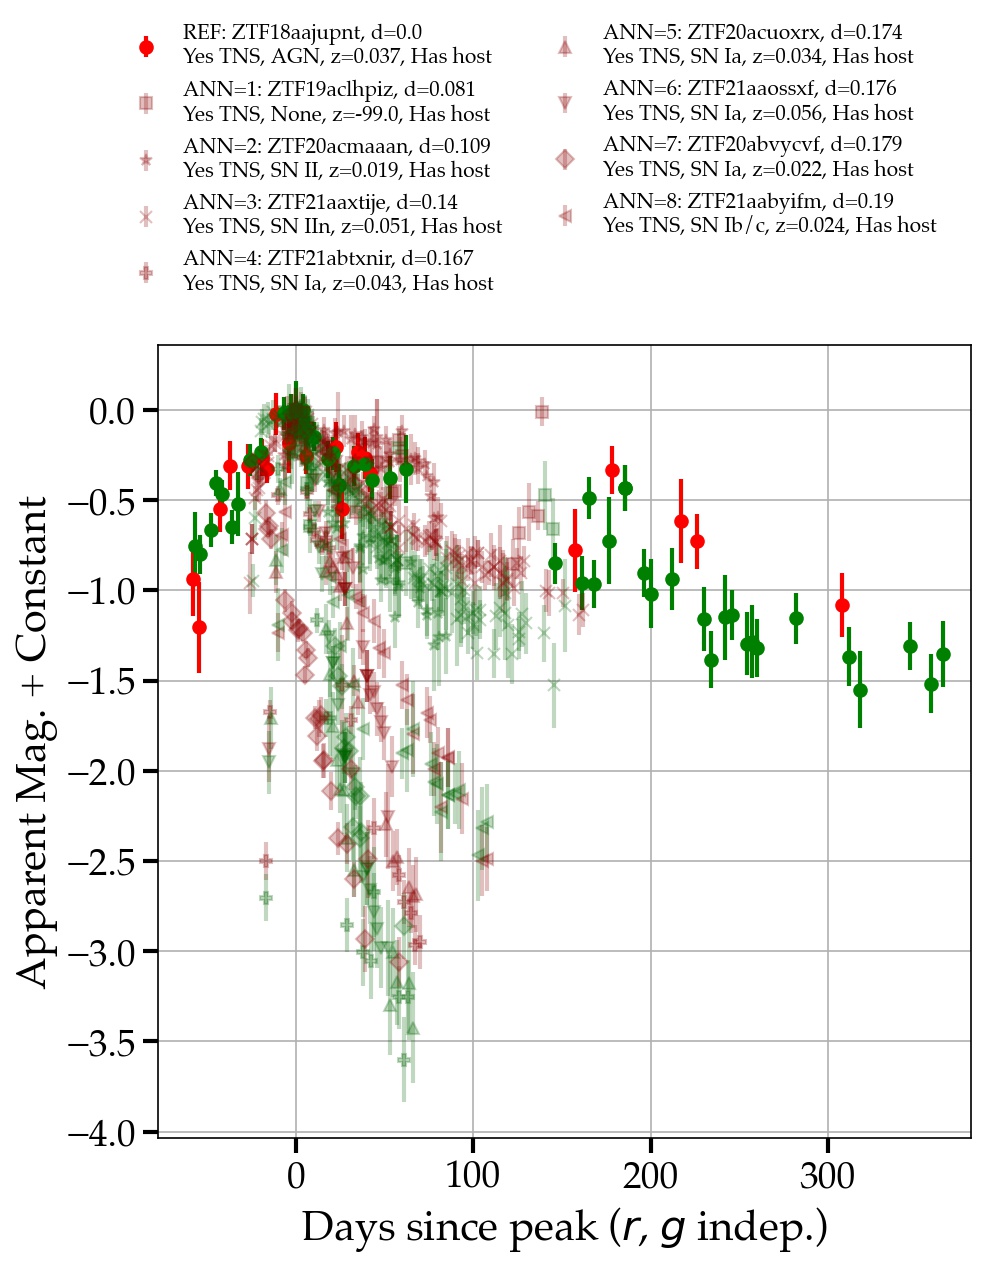 REF: ZTF18aajupnt, d=0.0
Yes TNS, AGN, z=0.037, Has host
ANN=1: ZTF19aclhpiz, d=0.081
Yes TNS, None, z=-99.0, Has host
ANN=2: ZTF20acmaaan, d=0.109
Yes TNS, SN II, z=0.019, Has host
ANN=3: ZTF21aaxtije, d=0.14
Yes TNS, SN IIn, z=0.051, Has host
ANN=4: ZTF21abtxnir, d=0.167
Yes TNS, SN Ia, z=0.043, Has host
ANN=5: ZTF20acuoxrx, d=0.174
Yes TNS, SN Ia, z=0.034, Has host
ANN=6: ZTF21aaossxf, d=0.176
Yes TNS, SN Ia, z=0.056, Has host
ANN=7: ZTF20abvycvf, d=0.179
Yes TNS, SN Ia, z=0.022, Has host
ANN=8: ZTF21aabyifm, d=0.19
Yes TNS, SN Ib/c, z=0.024, Has host
Apparent Mag. + Constant
0.0
−0.5
−1.0
−1.5
−2.0
−2.5
−3.0
−3.5
−4.0
0 100 200 300
Days since peak (r, g indep.)